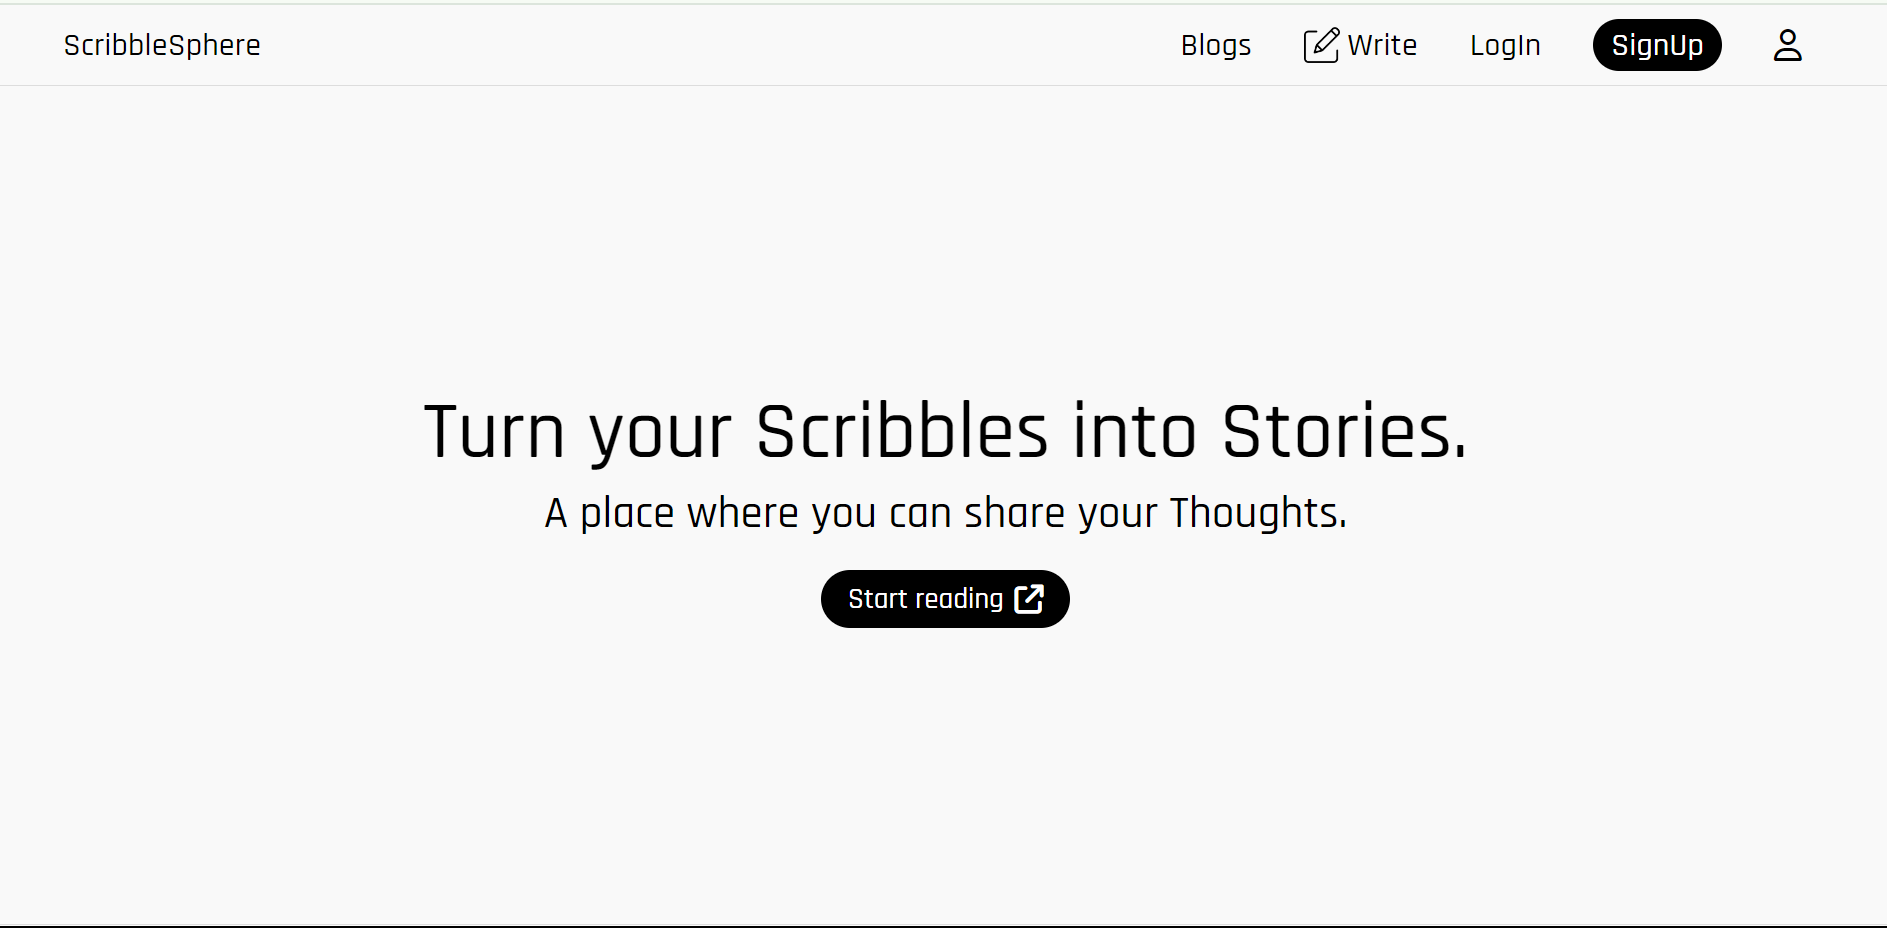 ScribbleSphere Blogs Write LogIn SignUp
Turn your Scribbles into Stories.
A place where you can share your Thoughts.
Start reading